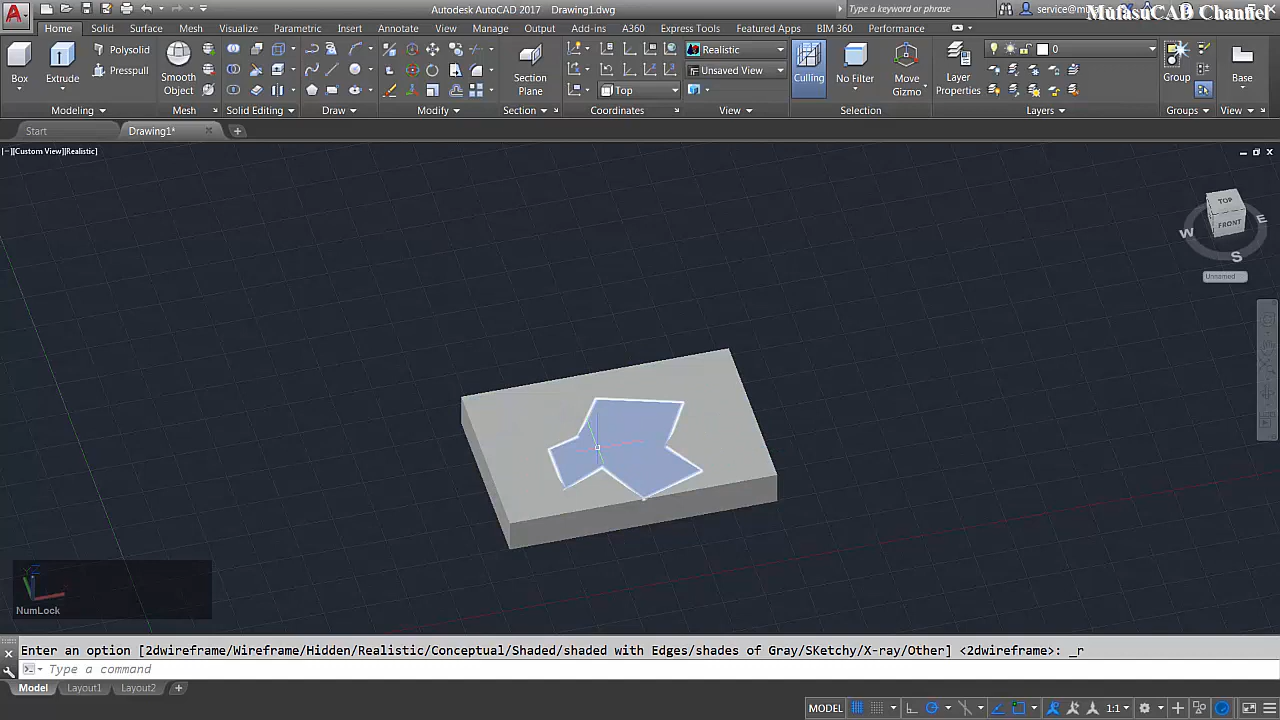 Autodesk AutoCAD 2017 Drawing1.dwg
Type a keyword or phrase
MufasuCAD Channel
Home Solid Surface Mesh Visualize Parametric Insert Annotate View Manage Output Add-ins A360 Express Tools Featured Apps BIM 360 Performance
Box
Extrude
Polysolid
Presspull
Smooth
Object
Section
Plane
Top
Realistic
Unsaved View
Culling
No Filter
Move
Gizmo
Layer
Properties
0
Group
Base
Modeling Mesh Solid Editing Draw Modify Section Coordinates View Selection Layers Groups View
Start Drawing1*
[−][Custom View][Realistic]
TOP
FRONT
W
E
S
Unnamed
Z
NumLock
Enter an option [2dwireframe/Wireframe/Hidden/Realistic/Conceptual/Shaded/shaded with Edges/shades of Gray/SKetchy/X-ray/Other] <2dwireframe>: _r
Type a command
Model Layout1 Layout2
MODEL 1:1